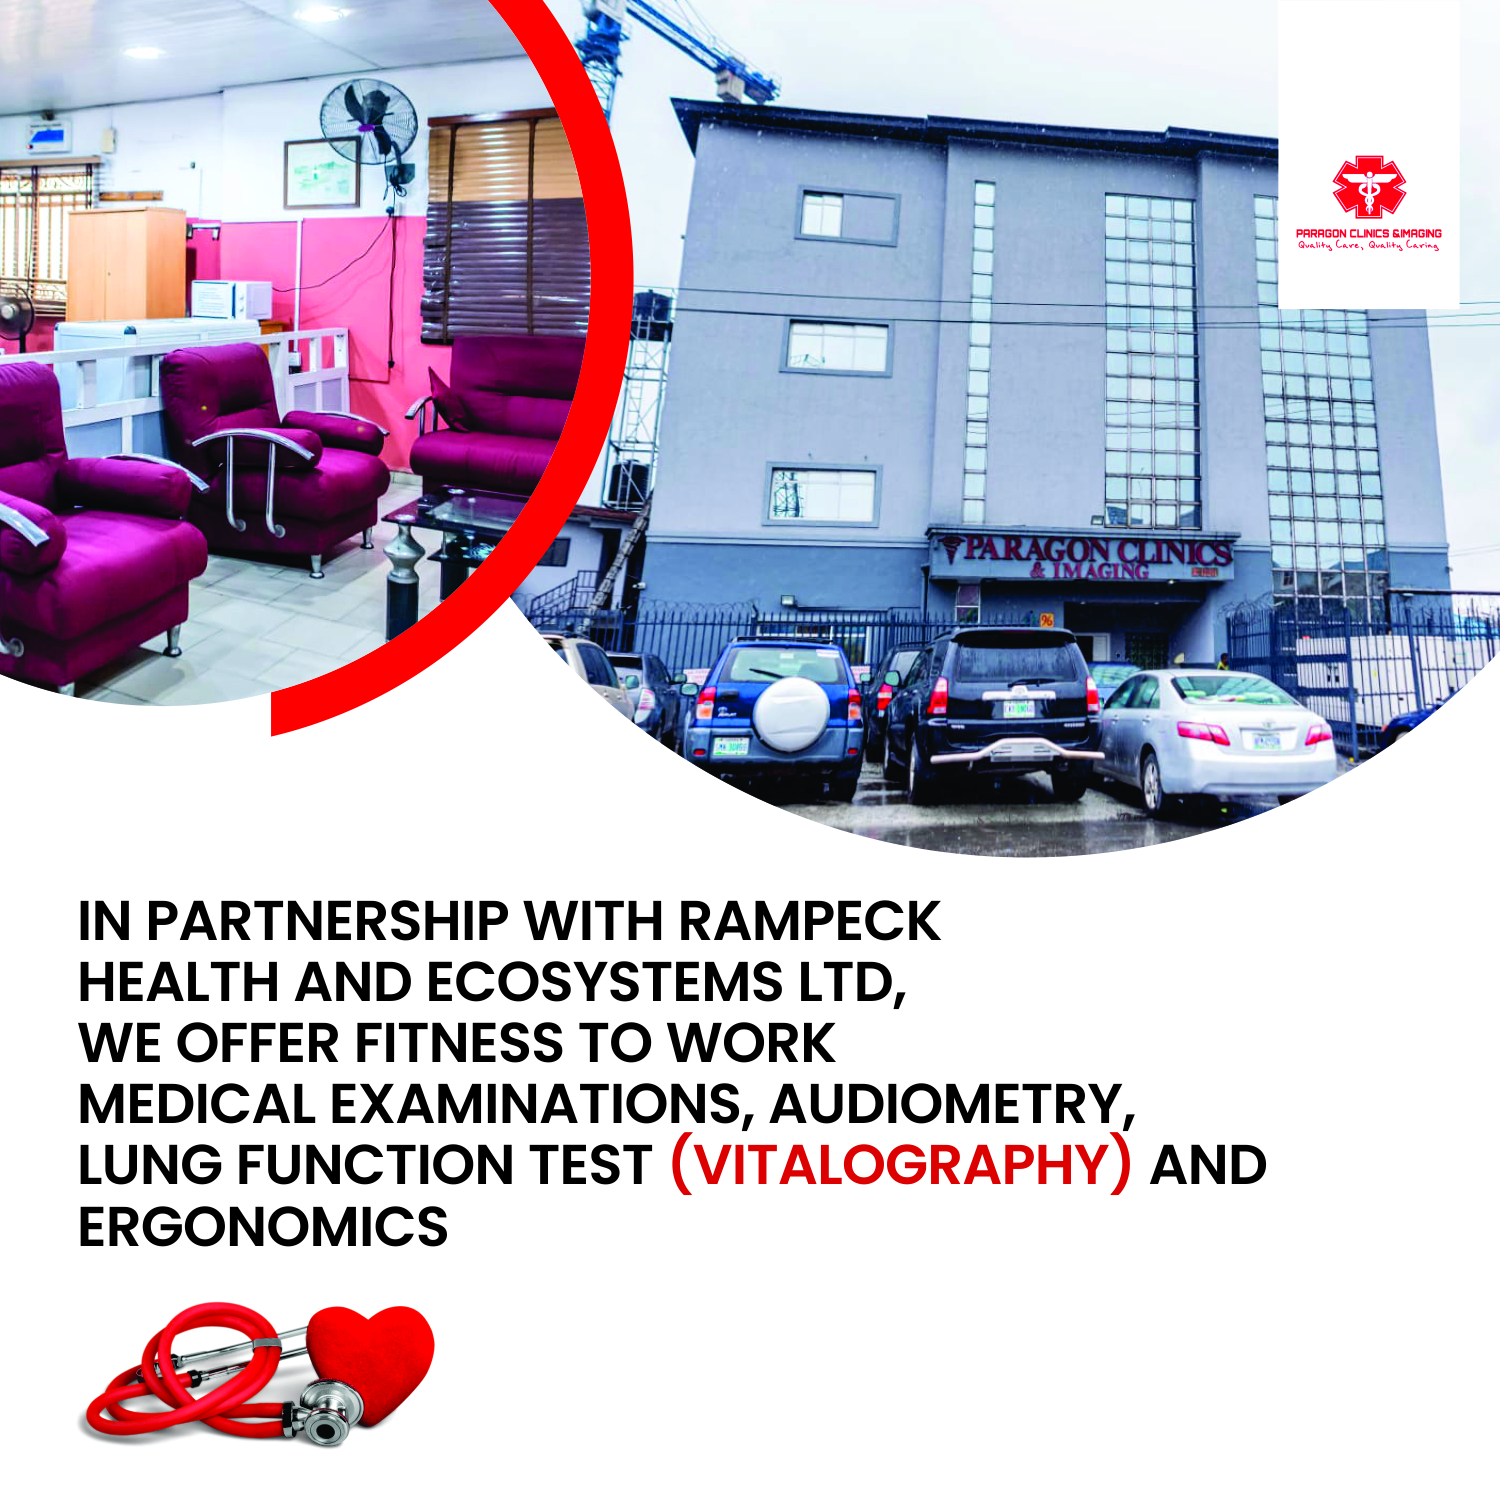 PARAGON CLINICS &IMAGING
Quality Care, Quality Caring
PARAGON CLINICS
& IMAGING
96
IN PARTNERSHIP WITH RAMPECK
HEALTH AND ECOSYSTEMS LTD,
WE OFFER FITNESS TO WORK
MEDICAL EXAMINATIONS, AUDIOMETRY,
LUNG FUNCTION TEST (VITALOGRAPHY) AND
ERGONOMICS